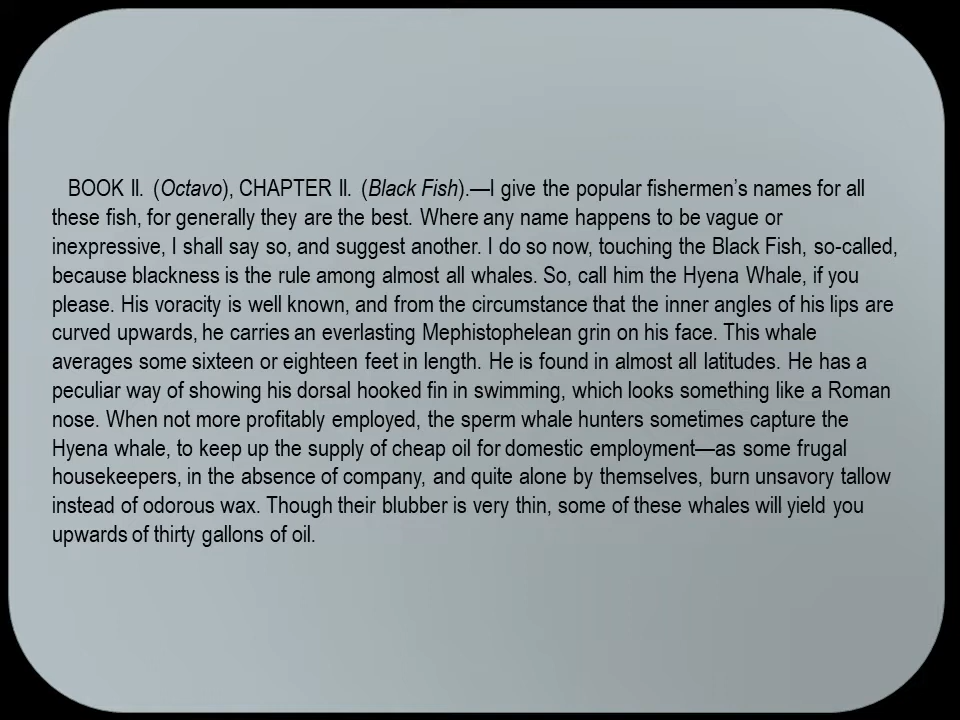 BOOK II. (Octavo), CHAPTER II. (Black Fish).—I give the popular fishermen’s names for all
these fish, for generally they are the best. Where any name happens to be vague or
inexpressive, I shall say so, and suggest another. I do so now, touching the Black Fish, so-called,
because blackness is the rule among almost all whales. So, call him the Hyena Whale, if you
please. His voracity is well known, and from the circumstance that the inner angles of his lips are
curved upwards, he carries an everlasting Mephistophelean grin on his face. This whale
averages some sixteen or eighteen feet in length. He is found in almost all latitudes. He has a
peculiar way of showing his dorsal hooked fin in swimming, which looks something like a Roman
nose. When not more profitably employed, the sperm whale hunters sometimes capture the
Hyena whale, to keep up the supply of cheap oil for domestic employment—as some frugal
housekeepers, in the absence of company, and quite alone by themselves, burn unsavory tallow
instead of odorous wax. Though their blubber is very thin, some of these whales will yield you
upwards of thirty gallons of oil.